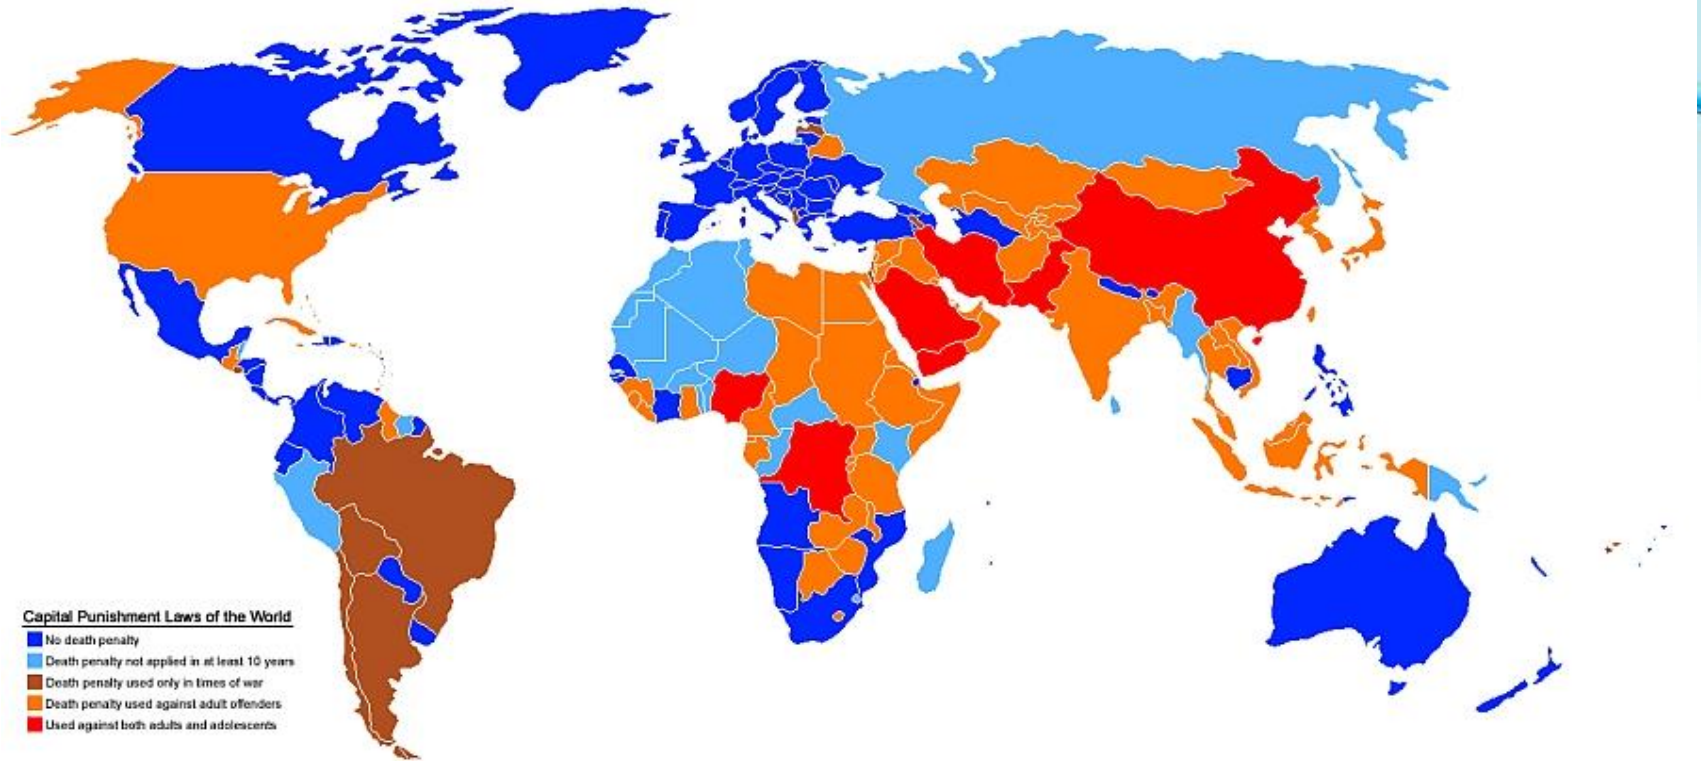 Capital Punishment Laws of the World
No death penalty
Death penalty not applied in at least 10 years
Death penalty used only in times of war
Death penalty used against adult offenders
Used against both adults and adolescents